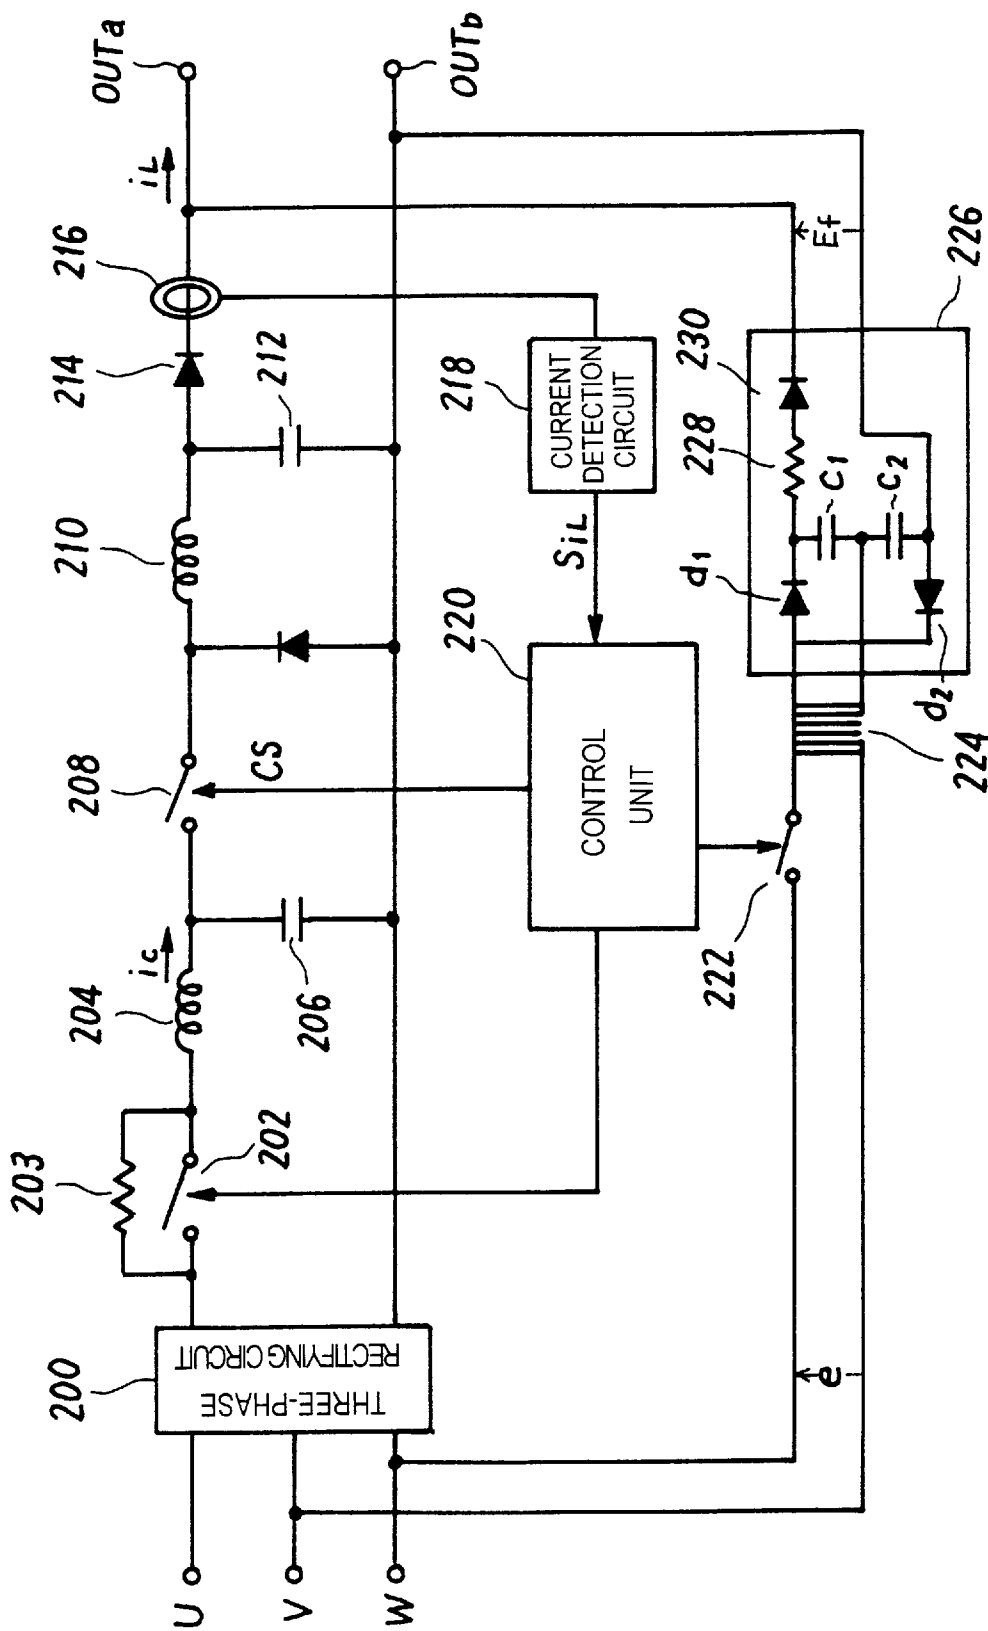 OUTa
OUTb
iL
216
214
212
210
208
204
ic
206
203
202
200
THREE-PHASE
RECTIFYING CIRCUIT
U
V
W
CS
218
CURRENT
DETECTION
CIRCUIT
SiL
220
CONTROL
UNIT
222
224
226
228
230
d1
d2
C1
C2
Ef
e